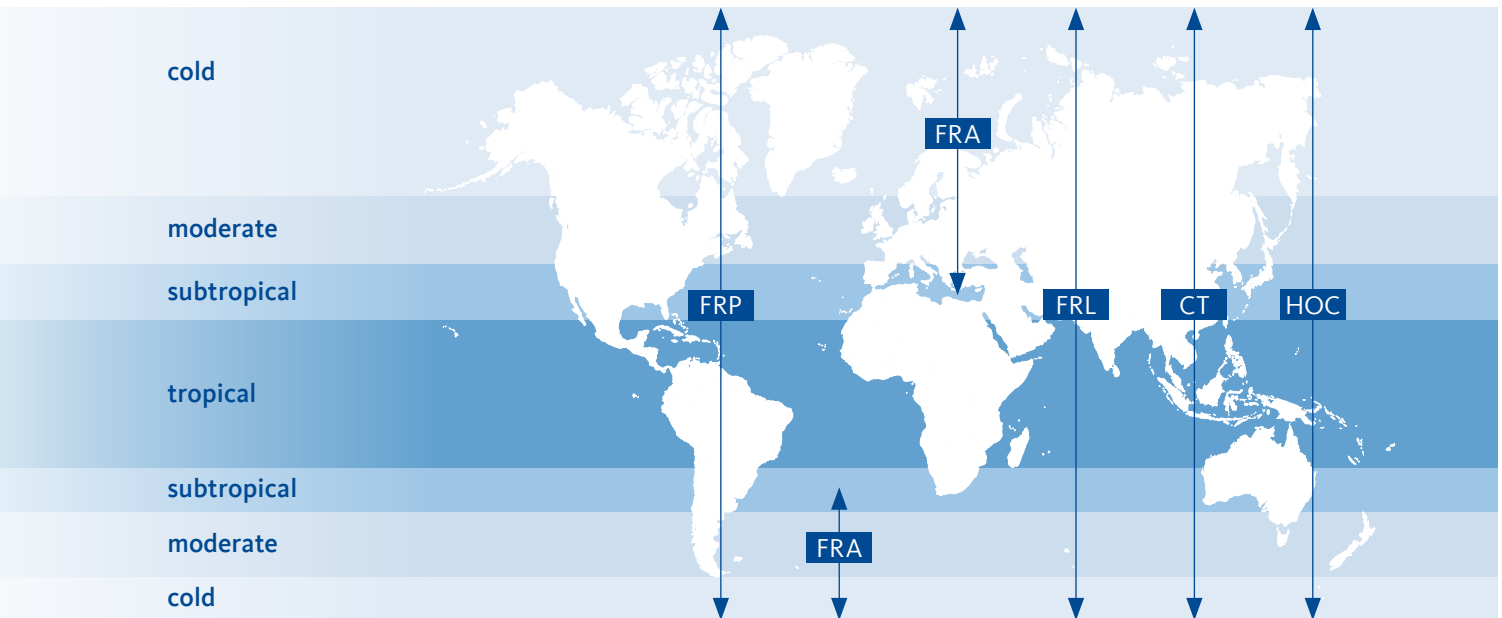 cold
FRA
moderate
subtropical
FRP
FRL
CT
HOC
tropical
subtropical
moderate
FRA
cold